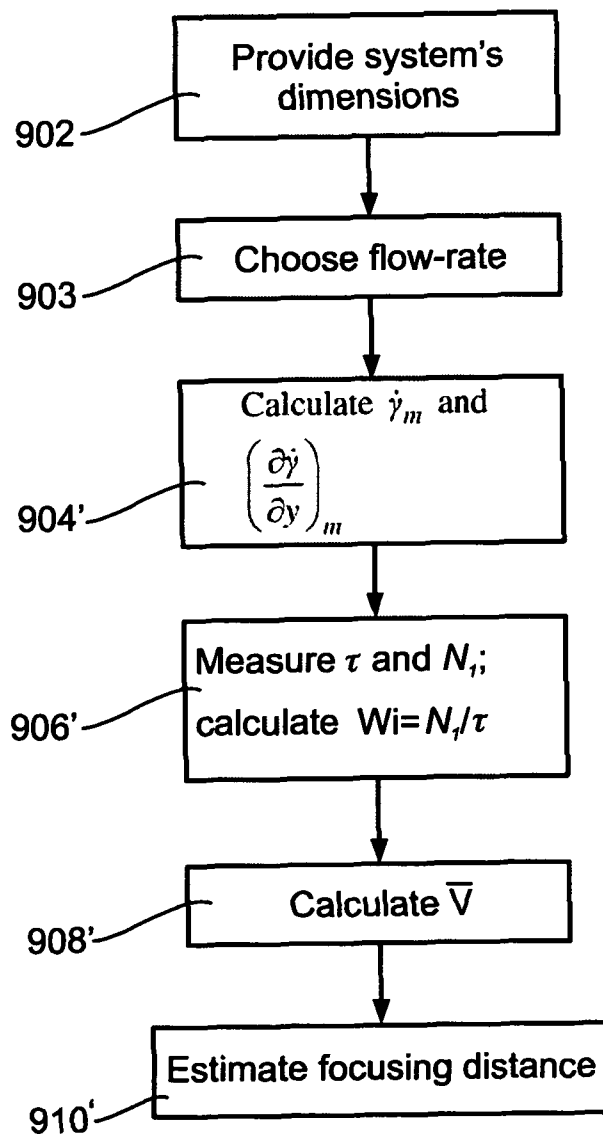 Provide system's
dimensions
902
Choose flow-rate
903
Calculate γ̇ₘ and
(∂γ̇/∂y)ₘ
904'
Measure τ and N₁;
calculate Wi=N₁/τ
906'
Calculate V̅
908'
Estimate focusing distance
910'